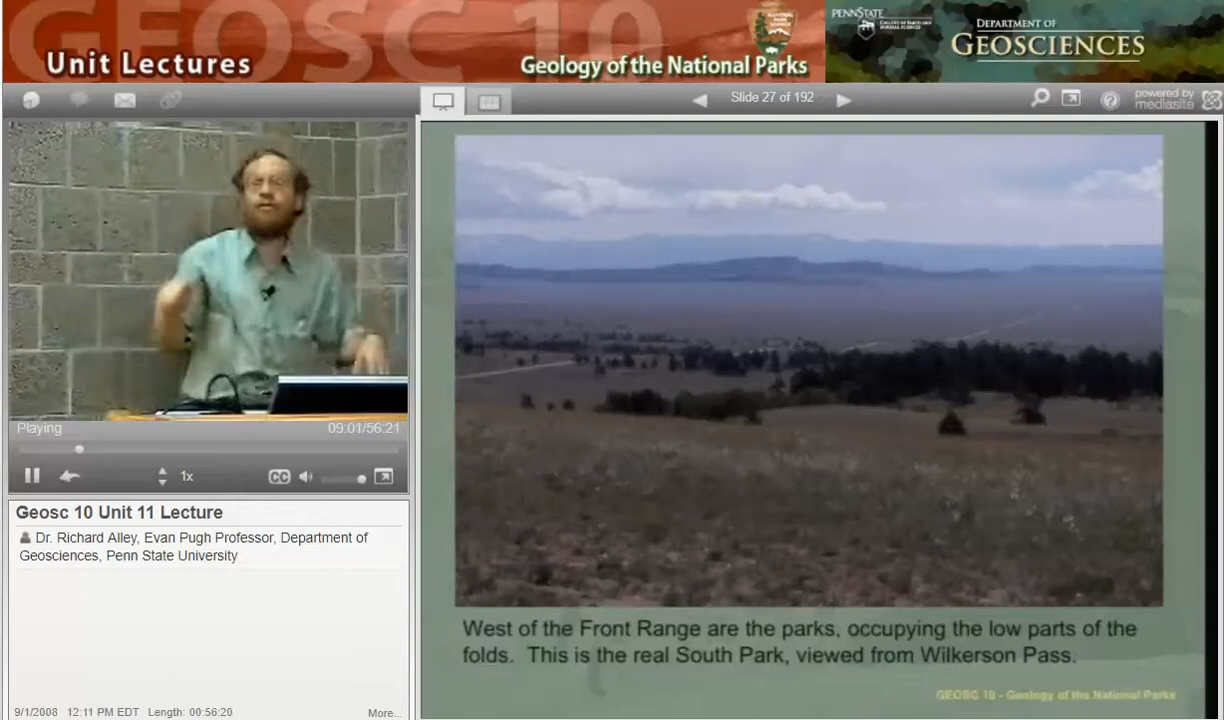 GEOSC 10
Unit Lectures
Geology of the National Parks
PENNSTATE
DEPARTMENT OF
GEOSCIENCES
Slide 27 of 192
powered by
mediasite
Playing
09:01/56:21
1x
CC
Geosc 10 Unit 11 Lecture
Dr. Richard Alley, Evan Pugh Professor, Department of
Geosciences, Penn State University
9/1/2008 12:11 PM EDT Length: 00:56:20
More...
West of the Front Range are the parks, occupying the low parts of the
folds. This is the real South Park, viewed from Wilkerson Pass.
GEOSC 10 - Geology of the National Parks